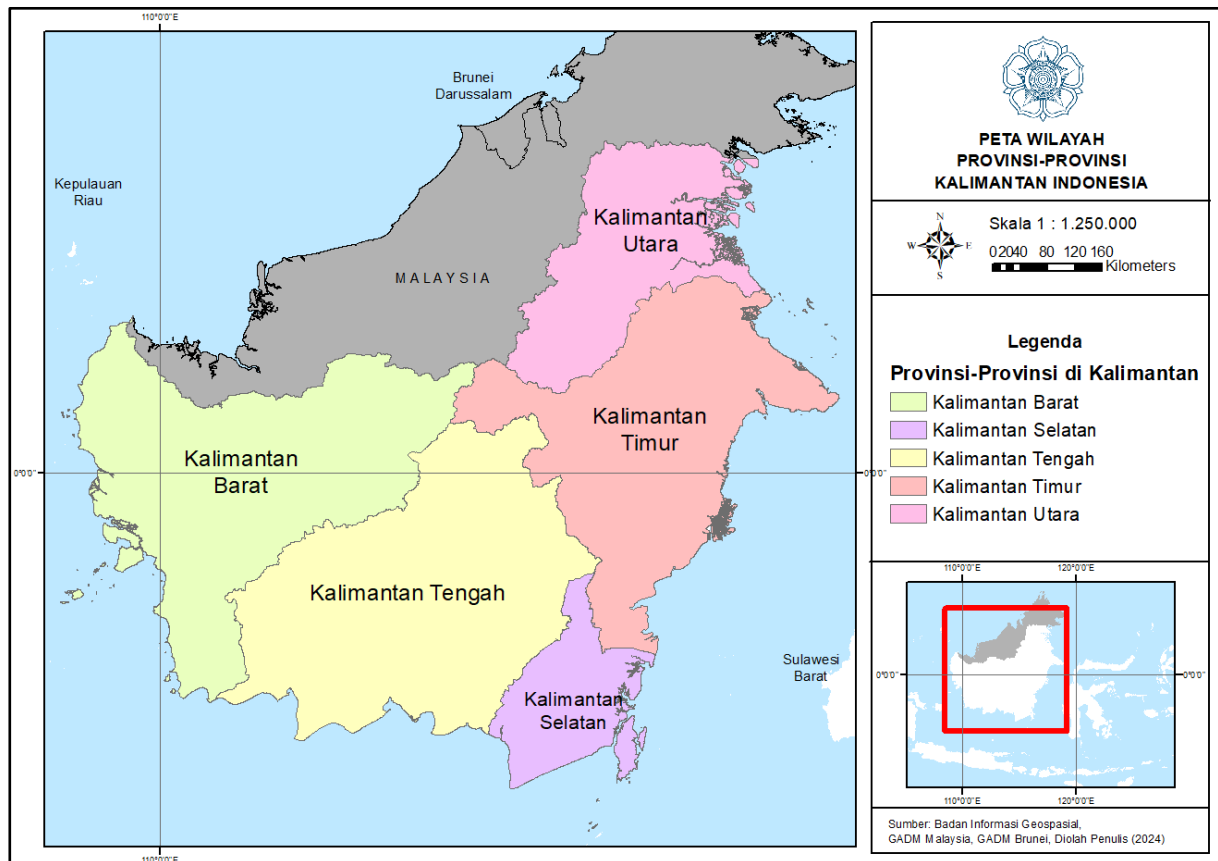 110°0'0"E
Brunei
Darussalam
Kepulauan
Riau
Kalimantan
Utara
MALAYSIA
Kalimantan
Timur
Kalimantan
Barat
0°0'0"
0°0'0"
Kalimantan Tengah
Sulawesi
Barat
Kalimantan
Selatan
110°0'0"E
PETA WILAYAH
PROVINSI-PROVINSI
KALIMANTAN INDONESIA
N
W
E
S
Skala 1 : 1.250.000
0 20 40 80 120 160
Kilometers
Legenda
Provinsi-Provinsi di Kalimantan
Kalimantan Barat
Kalimantan Selatan
Kalimantan Tengah
Kalimantan Timur
Kalimantan Utara
110°0'0"E 120°0'0"E
0°0'0" 0°0'0"
110°0'0"E 120°0'0"E
Sumber: Badan Informasi Geospasial,
GADM Malaysia, GADM Brunei, Diolah Penulis (2024)